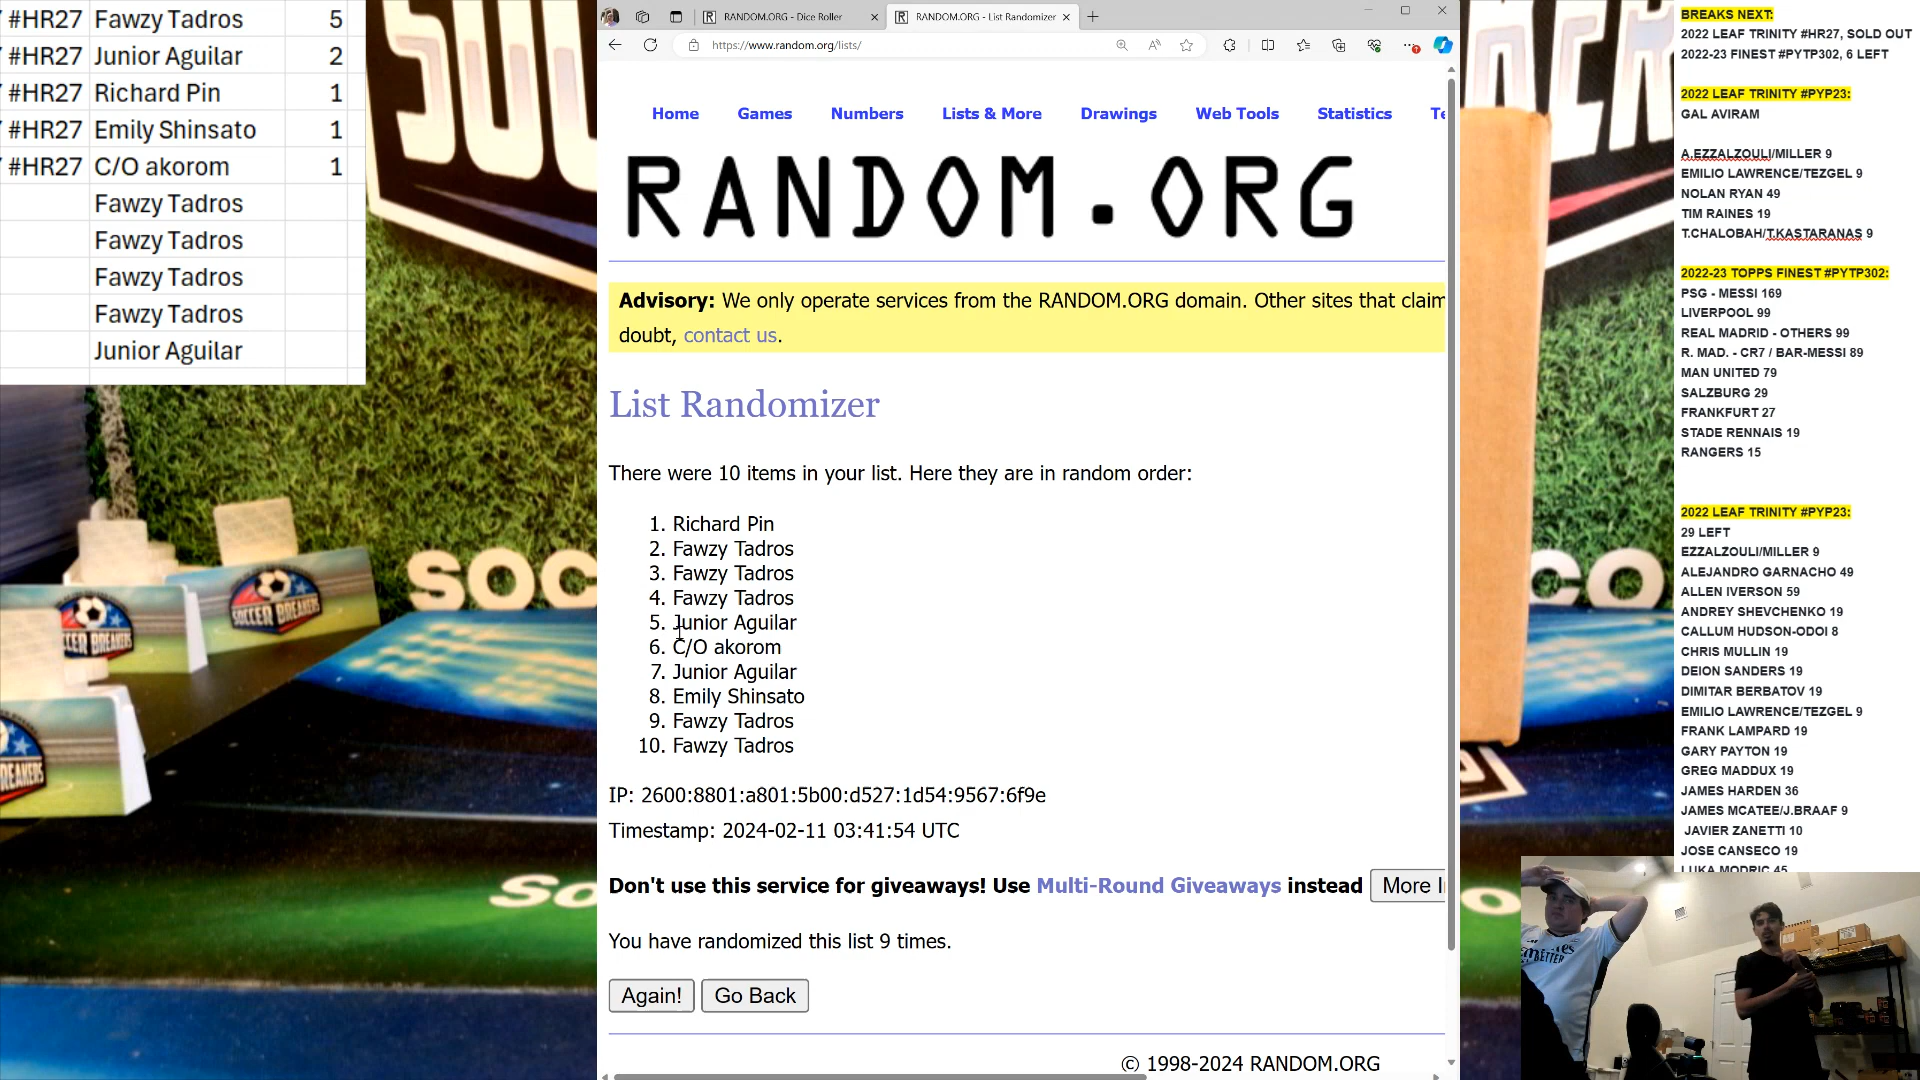 #HR27 Fawzy Tadros 5
#HR27 Junior Aguilar 2
#HR27 Richard Pin 1
#HR27 Emily Shinsato 1
#HR27 C/O akorom 1
Fawzy Tadros
Fawzy Tadros
Fawzy Tadros
Fawzy Tadros
Junior Aguilar
SOCCER BREAKERS
RANDOM.ORG - Dice Roller
RANDOM.ORG - List Randomizer
https://www.random.org/lists/
Home Games Numbers Lists & More Drawings Web Tools Statistics Te
RANDOM.ORG
Advisory: We only operate services from the RANDOM.ORG domain. Other sites that claim
doubt, contact us.
List Randomizer
There were 10 items in your list. Here they are in random order:
1. Richard Pin
2. Fawzy Tadros
3. Fawzy Tadros
4. Fawzy Tadros
5. Junior Aguilar
6. C/O akorom
7. Junior Aguilar
8. Emily Shinsato
9. Fawzy Tadros
10. Fawzy Tadros
IP: 2600:8801:a801:5b00:d527:1d54:9567:6f9e
Timestamp: 2024-02-11 03:41:54 UTC
Don't use this service for giveaways! Use Multi-Round Giveaways instead More I
You have randomized this list 9 times.
Again! Go Back
© 1998-2024 RANDOM.ORG
BREAKS NEXT:
2022 LEAF TRINITY #HR27, SOLD OUT
2022-23 FINEST #PYTP302, 6 LEFT
2022 LEAF TRINITY #PYP23:
GAL AVIRAM
A.EZZALZOULI/MILLER 9
EMILIO LAWRENCE/TEZGEL 9
NOLAN RYAN 49
TIM RAINES 19
T.CHALOBAH/T.KASTARANAS 9
2022-23 TOPPS FINEST #PYTP302:
PSG - MESSI 169
LIVERPOOL 99
REAL MADRID - OTHERS 99
R. MAD. - CR7 / BAR-MESSI 89
MAN UNITED 79
SALZBURG 29
FRANKFURT 27
STADE RENNAIS 19
RANGERS 15
2022 LEAF TRINITY #PYP23:
29 LEFT
EZZALZOULI/MILLER 9
ALEJANDRO GARNACHO 49
ALLEN IVERSON 59
ANDREY SHEVCHENKO 19
CALLUM HUDSON-ODOI 8
CHRIS MULLIN 19
DEION SANDERS 19
DIMITAR BERBATOV 19
EMILIO LAWRENCE/TEZGEL 9
FRANK LAMPARD 19
GARY PAYTON 19
GREG MADDUX 19
JAMES HARDEN 36
JAMES MCATEE/J.BRAAF 9
JAVIER ZANETTI 10
JOSE CANSECO 19
LUKA MODRIC 45